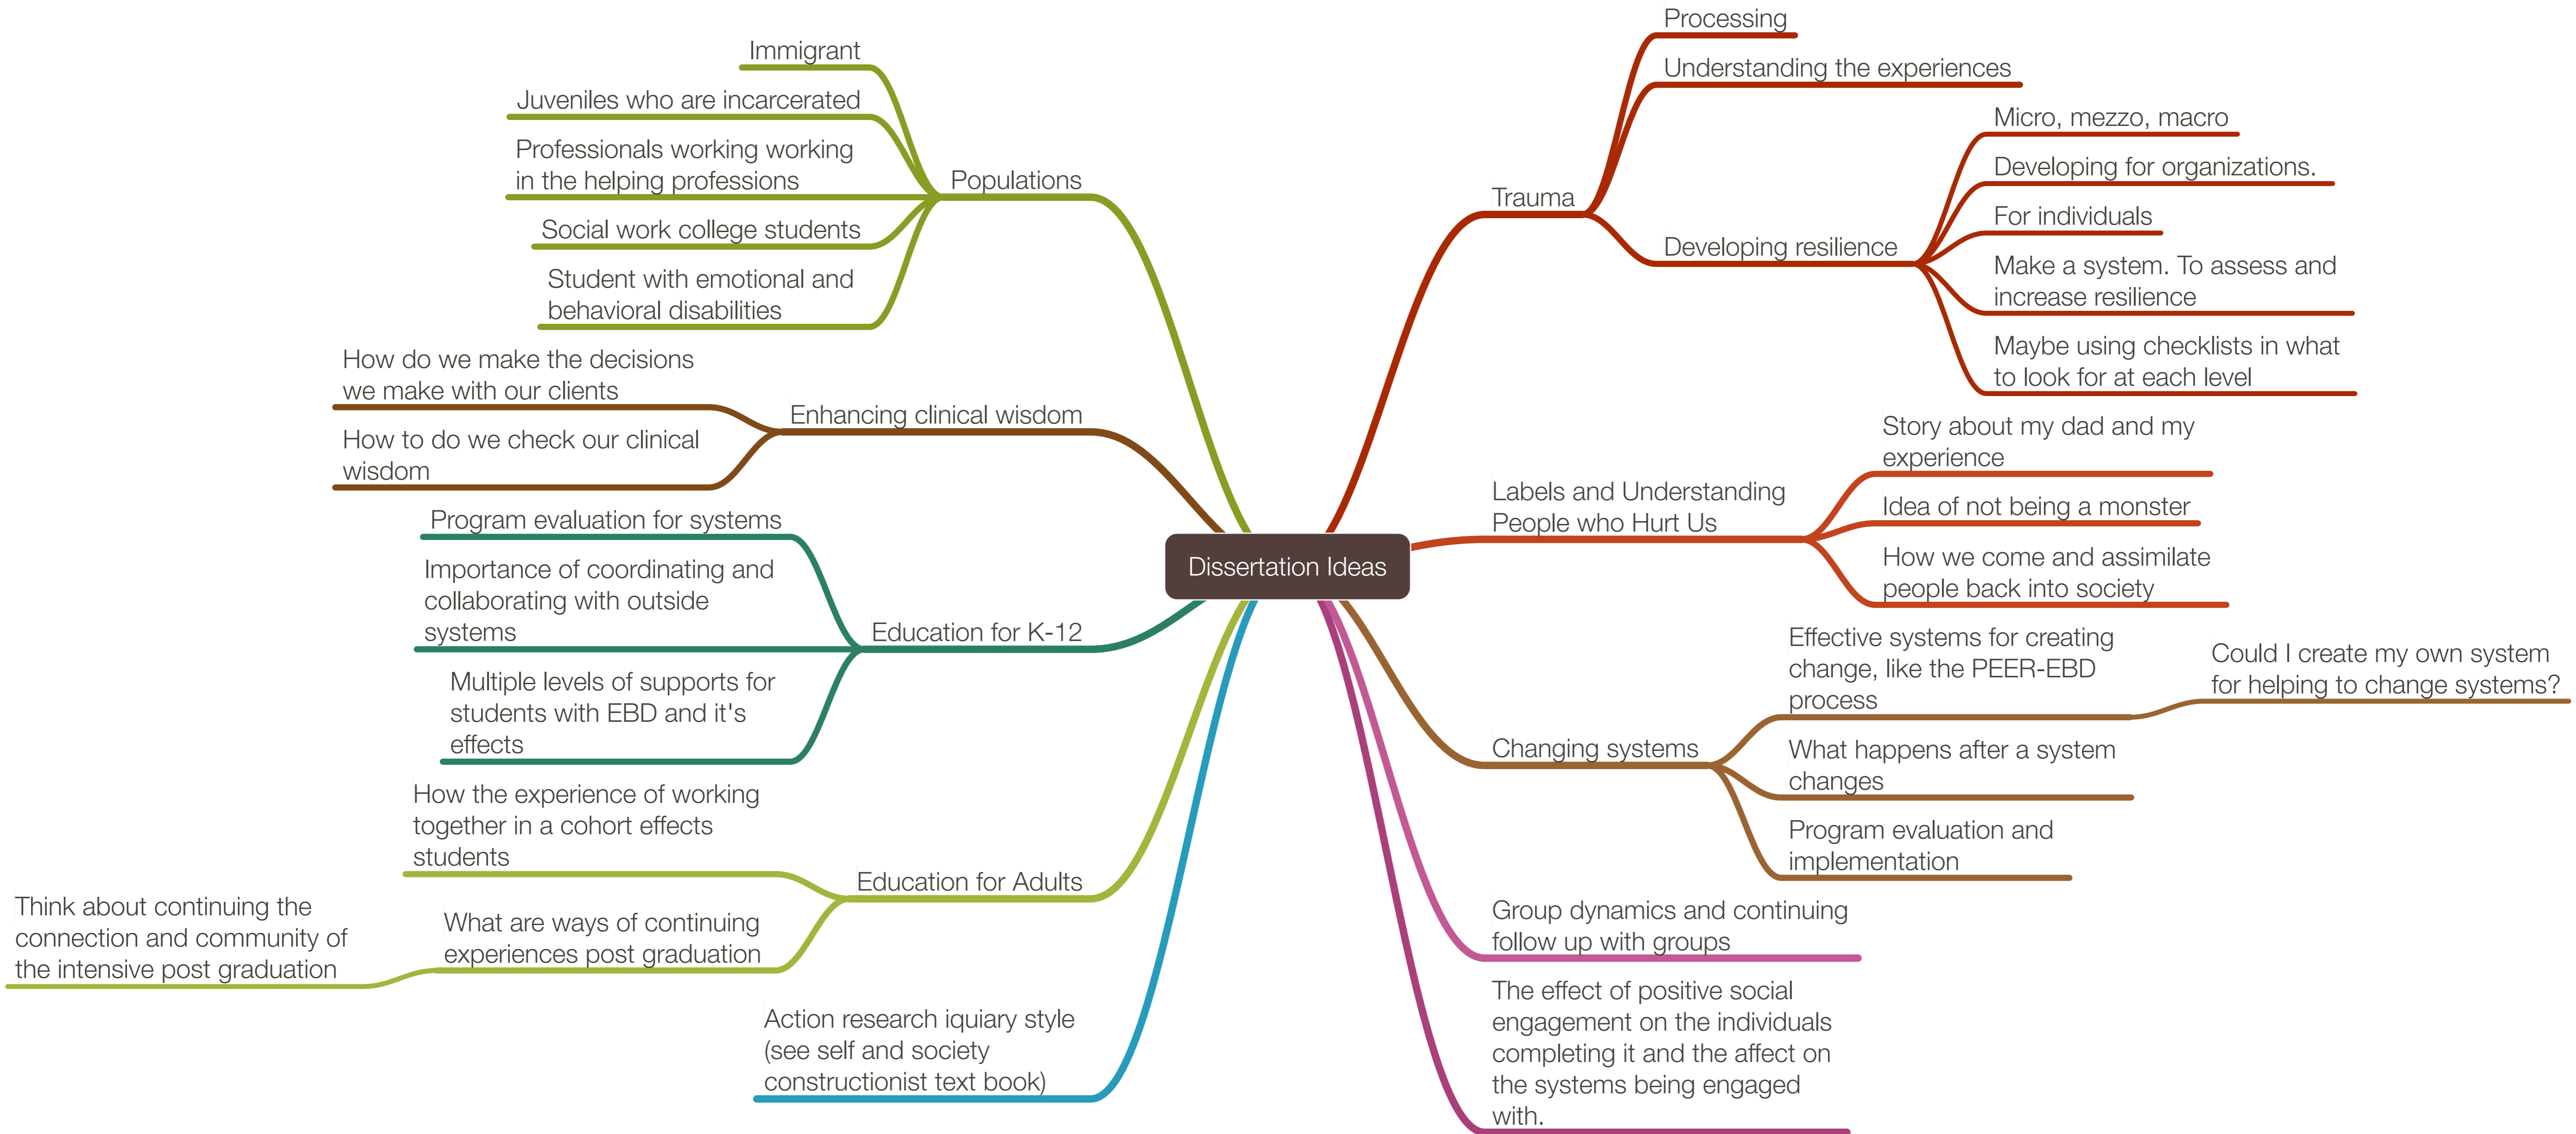 Dissertation Ideas
Populations
Immigrant
Juveniles who are incarcerated
Professionals working working
in the helping professions
Social work college students
Student with emotional and
behavioral disabilities
Enhancing clinical wisdom
How do we make the decisions
we make with our clients
How to do we check our clinical
wisdom
Education for K-12
Program evaluation for systems
Importance of coordinating and
collaborating with outside
systems
Multiple levels of supports for
students with EBD and it's
effects
Education for Adults
How the experience of working
together in a cohort effects
students
What are ways of continuing
experiences post graduation
Think about continuing the
connection and community of
the intensive post graduation
Action research iquiary style
(see self and society
constructionist text book)
Trauma
Processing
Understanding the experiences
Developing resilience
Micro, mezzo, macro
Developing for organizations.
For individuals
Make a system. To assess and
increase resilience
Maybe using checklists in what
to look for at each level
Labels and Understanding
People who Hurt Us
Story about my dad and my
experience
Idea of not being a monster
How we come and assimilate
people back into society
Changing systems
Effective systems for creating
change, like the PEER-EBD
process
Could I create my own system
for helping to change systems?
What happens after a system
changes
Program evaluation and
implementation
Group dynamics and continuing
follow up with groups
The effect of positive social
engagement on the individuals
completing it and the affect on
the systems being engaged
with.